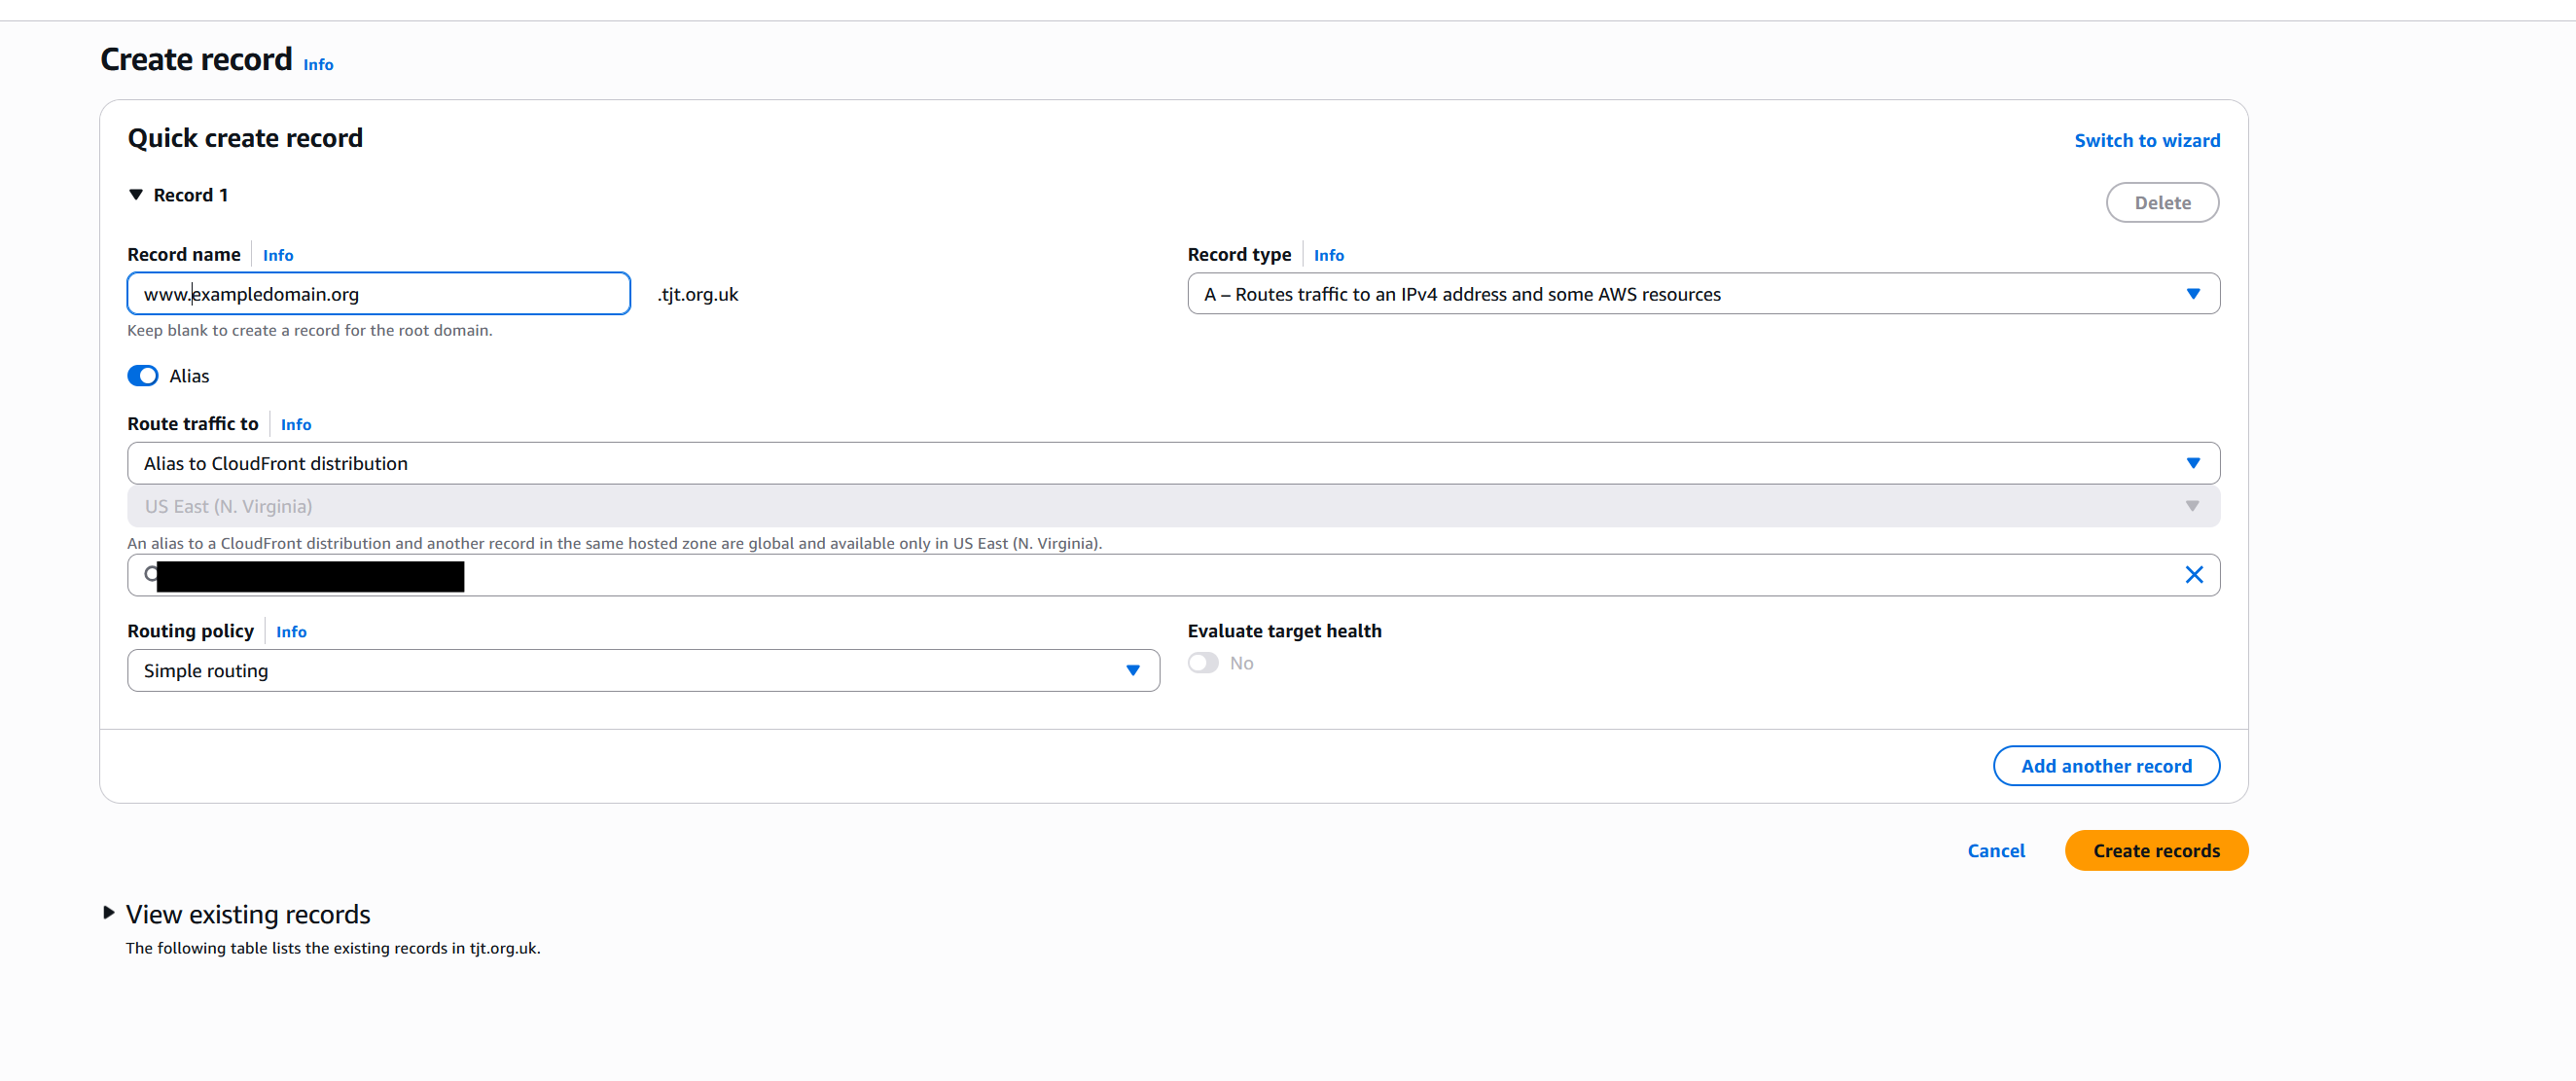 Create record Info
Quick create record
Switch to wizard
Record 1
Delete
Record name Info
Record type Info
www.exampledomain.org .tjt.org.uk
A – Routes traffic to an IPv4 address and some AWS resources
Keep blank to create a record for the root domain.
Alias
Route traffic to Info
Alias to CloudFront distribution
US East (N. Virginia)
An alias to a CloudFront distribution and another record in the same hosted zone are global and available only in US East (N. Virginia).
Routing policy Info
Evaluate target health
Simple routing
No
Add another record
Cancel
Create records
View existing records
The following table lists the existing records in tjt.org.uk.